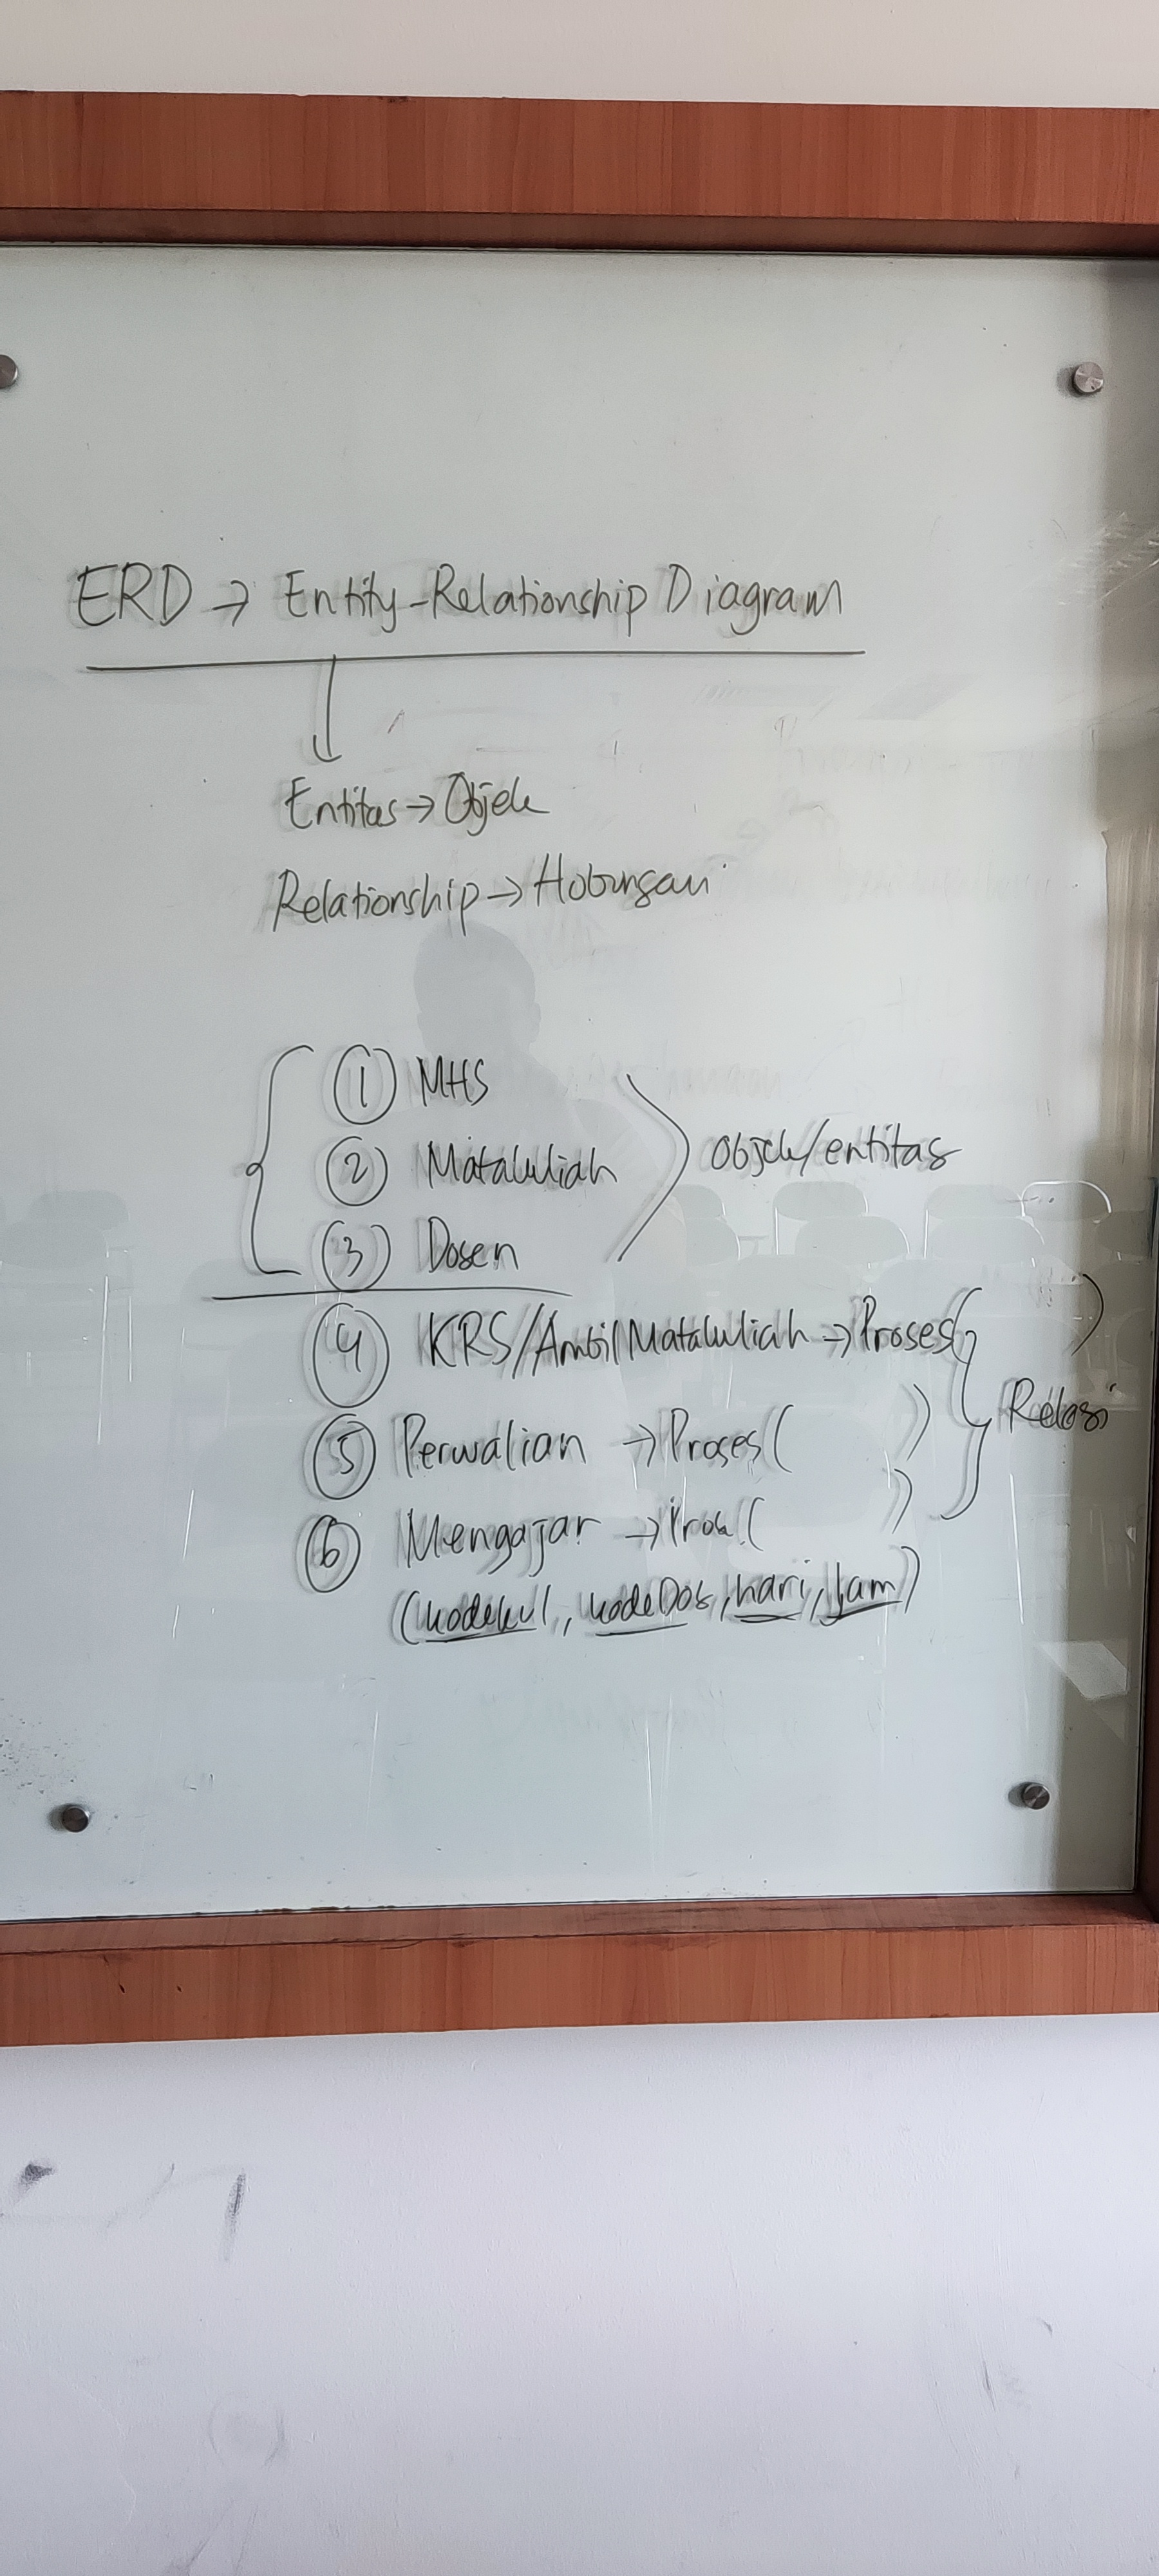 ERD → Entity-Relationship Diagram
Entitas → Objek
Relationship → Hubungan
① MHS
② Matakuliah
③ Dosen
Objek/entitas
④ KRS/Ambil Matakuliah → Proses( )
⑤ Perwalian → Proses( )
Relasi
⑥ Mengajar → Pros( )
(kodekul, kodeDos, hari, jam)